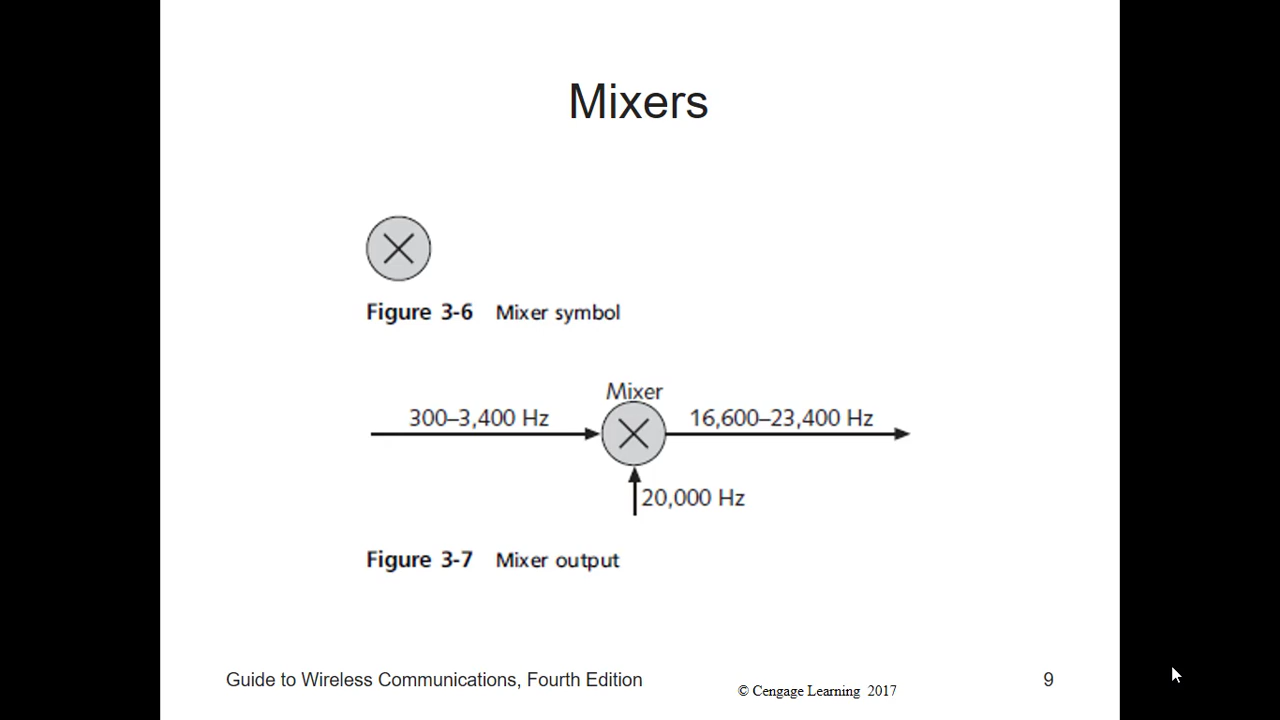 Mixers
Figure 3-6 Mixer symbol
Mixer
300–3,400 Hz
16,600–23,400 Hz
20,000 Hz
Figure 3-7 Mixer output
Guide to Wireless Communications, Fourth Edition
© Cengage Learning 2017
9